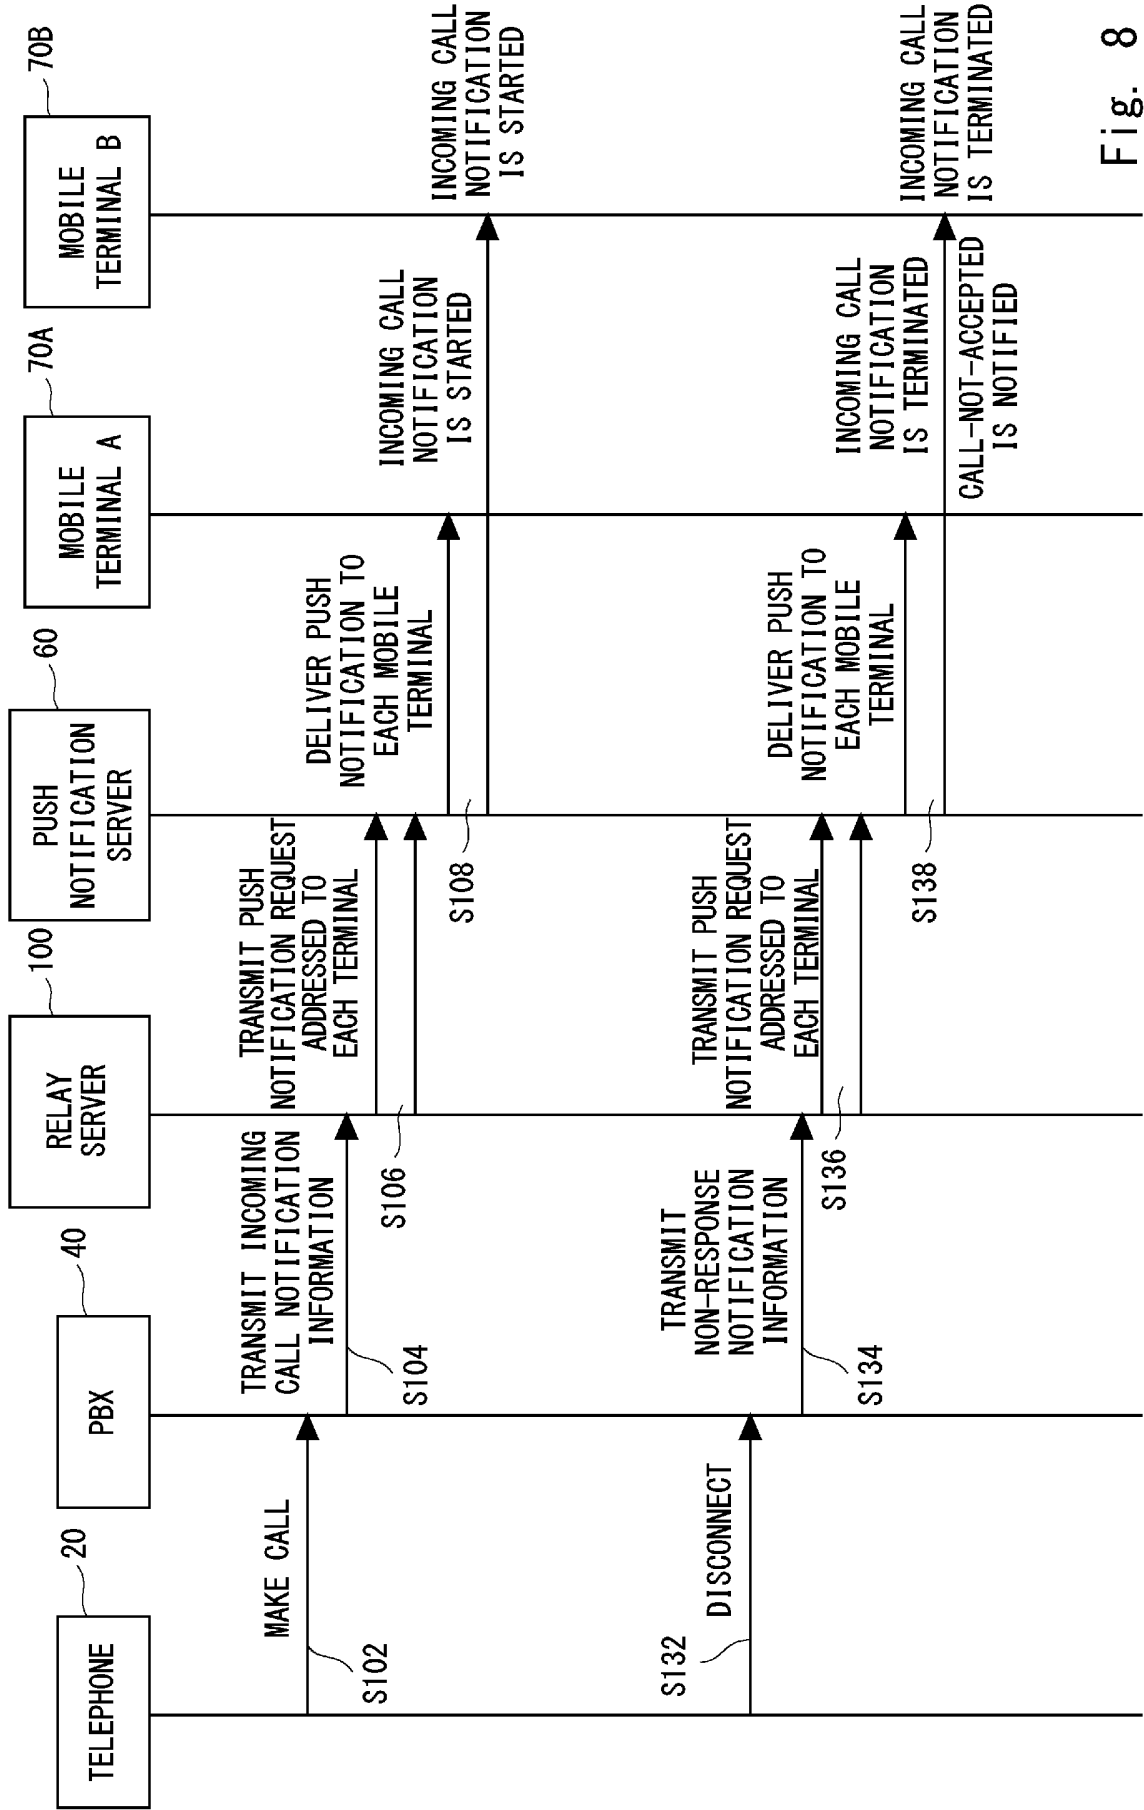 TELEPHONE
20
PBX
40
RELAY
SERVER
100
PUSH
NOTIFICATION
SERVER
60
MOBILE
TERMINAL A
70A
MOBILE
TERMINAL B
70B
MAKE CALL
S102
TRANSMIT INCOMING
CALL NOTIFICATION
INFORMATION
S104
TRANSMIT PUSH
NOTIFICATION REQUEST
ADDRESSED TO
EACH TERMINAL
S106
DELIVER PUSH
NOTIFICATION TO
EACH MOBILE
TERMINAL
S108
INCOMING CALL
NOTIFICATION
IS STARTED
INCOMING CALL
NOTIFICATION
IS STARTED
DISCONNECT
S132
TRANSMIT
NON-RESPONSE
NOTIFICATION
INFORMATION
S134
TRANSMIT PUSH
NOTIFICATION REQUEST
ADDRESSED TO
EACH TERMINAL
S136
DELIVER PUSH
NOTIFICATION TO
EACH MOBILE
TERMINAL
S138
INCOMING CALL
NOTIFICATION
IS TERMINATED
CALL-NOT-ACCEPTED
IS NOTIFIED
INCOMING CALL
NOTIFICATION
IS TERMINATED
Fig. 8